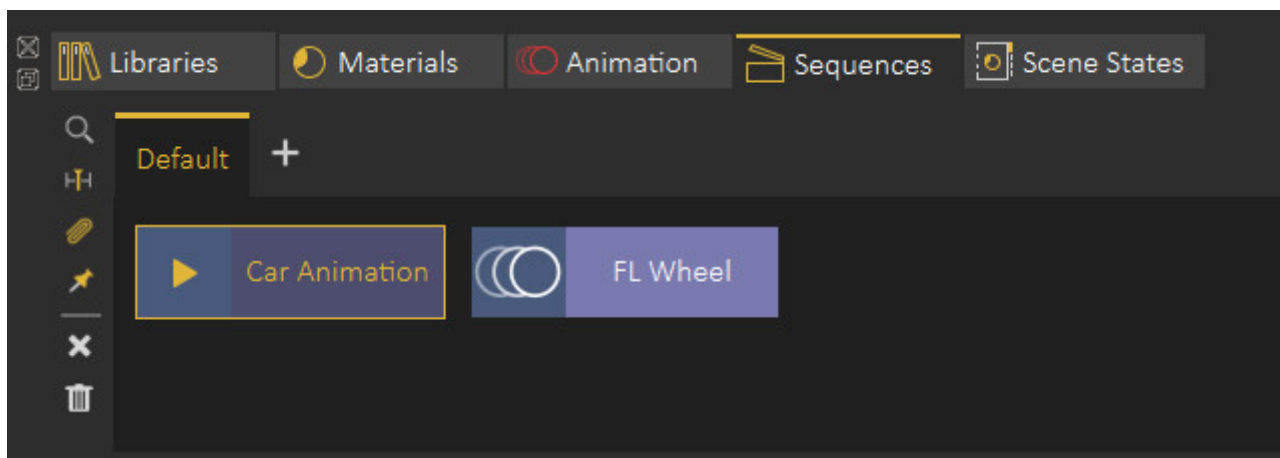 Libraries
Materials
Animation
Sequences
Scene States
Default
Car Animation
FL Wheel